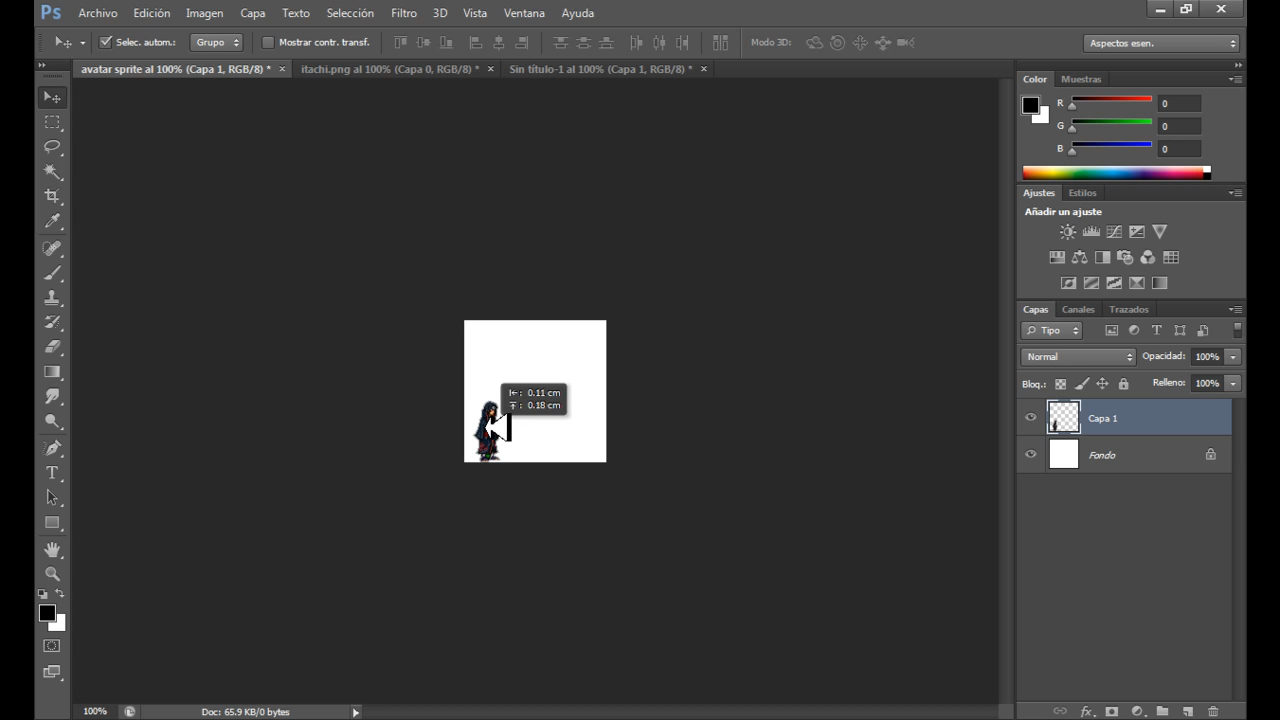 Ps Archivo Edición Imagen Capa Texto Selección Filtro 3D Vista Ventana Ayuda
Selec. autom.: Grupo Mostrar contr. transf. Modo 3D: Aspectos esen.
avatar sprite al 100% (Capa 1, RGB/8) * × itachi.png al 100% (Capa 0, RGB/8) * × Sin título-1 al 100% (Capa 1, RGB/8) * ×
Color Muestras
R 0
G 0
B 0
Ajustes Estilos
Añadir un ajuste
Capas Canales Trazados
Tipo
Normal Opacidad: 100%
Bloq.: Relleno: 100%
0.11 cm
0.18 cm
Capa 1
Fondo
100% Doc: 65.9 KB/0 bytes